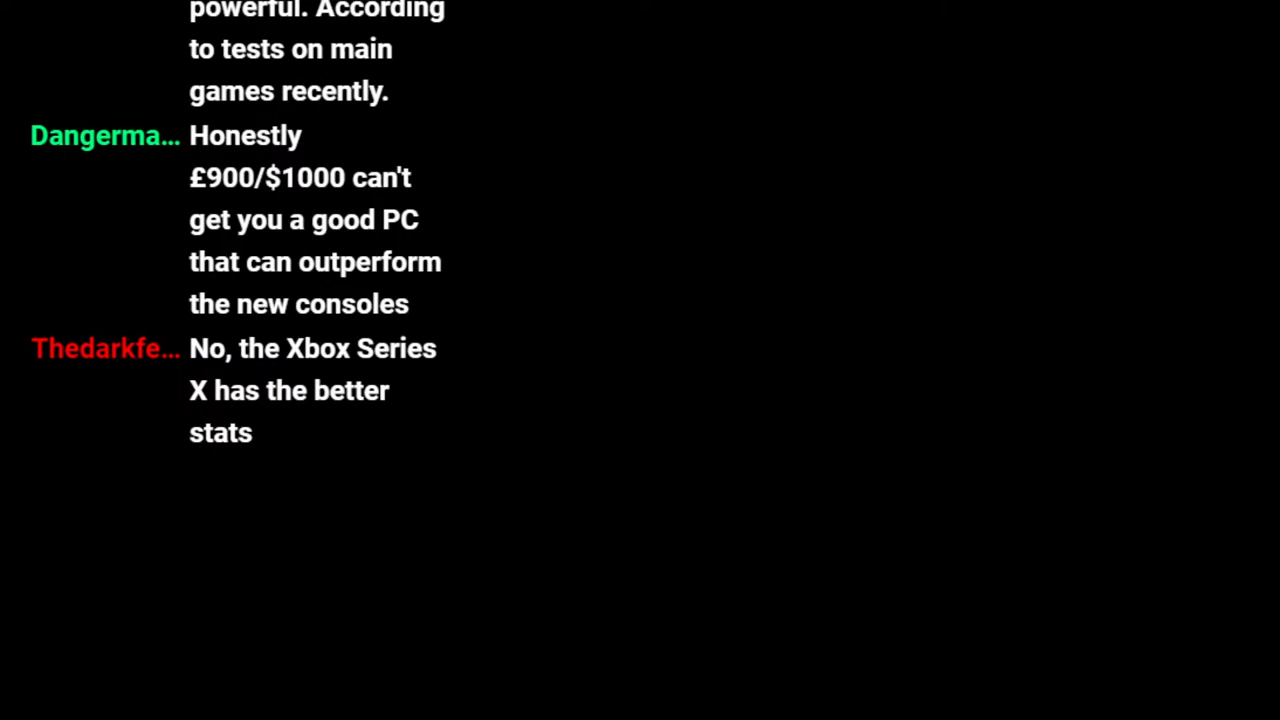 powerful. According
to tests on main
games recently.
Dangerma... Honestly
£900/$1000 can't
get you a good PC
that can outperform
the new consoles
Thedarkfe... No, the Xbox Series
X has the better
stats